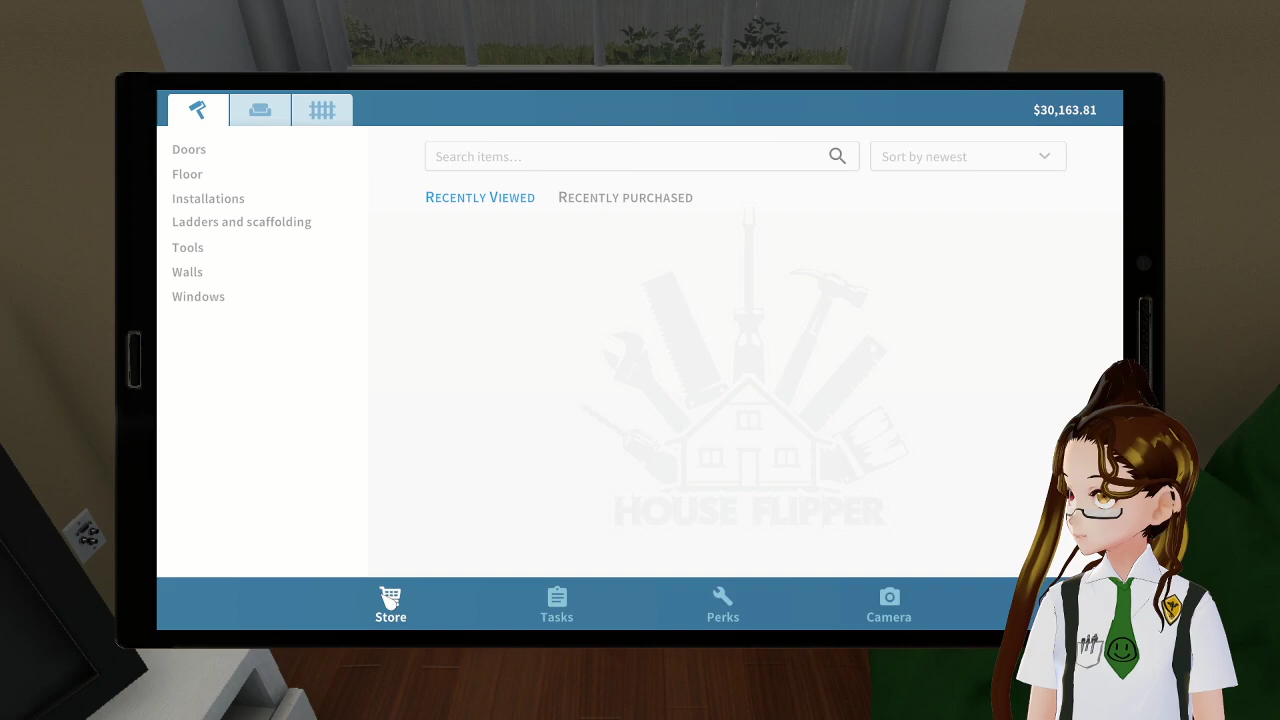 $30,163.81
Doors
Floor
Installations
Ladders and scaffolding
Tools
Walls
Windows
Search items...
Sort by newest
RECENTLY VIEWED
RECENTLY PURCHASED
HOUSE FLIPPER
Store
Tasks
Perks
Camera